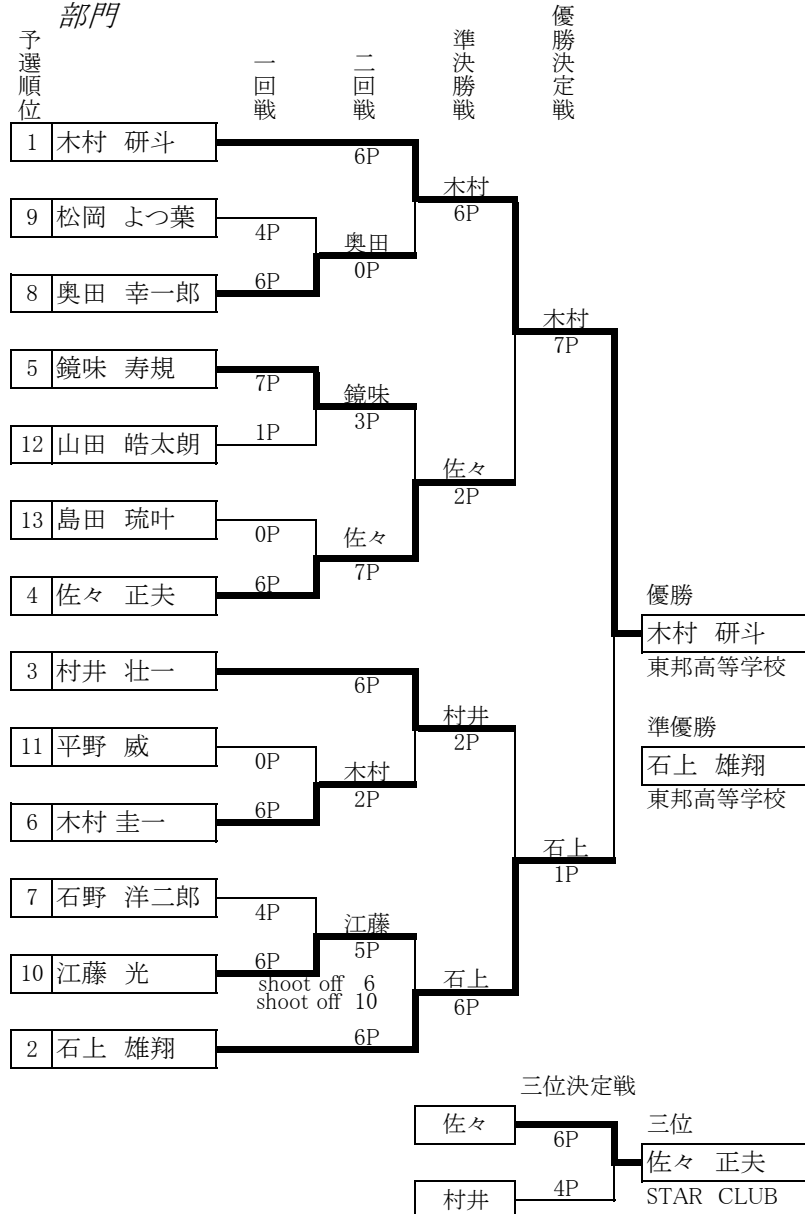 部門
予選順位
一回戦
二回戦
準決勝戦
優勝決定戦
1 木村 研斗
6P
木村
6P
9 松岡 よつ葉
4P
奥田
0P
8 奥田 幸一郎
6P
木村
7P
5 鏡味 寿規
7P
鏡味
3P
12 山田 皓太朗
1P
佐々
2P
13 島田 琉叶
0P
佐々
7P
4 佐々 正夫
6P
優勝
木村 研斗
東邦高等学校
3 村井 壮一
6P
村井
2P
準優勝
石上 雄翔
東邦高等学校
11 平野 威
0P
木村
2P
6 木村 圭一
6P
石上
1P
7 石野 洋二郎
4P
江藤
5P
10 江藤 光
6P
shoot off 6
shoot off 10
石上
6P
2 石上 雄翔
6P
三位決定戦
佐々
6P
三位
佐々 正夫
STAR CLUB
村井
4P